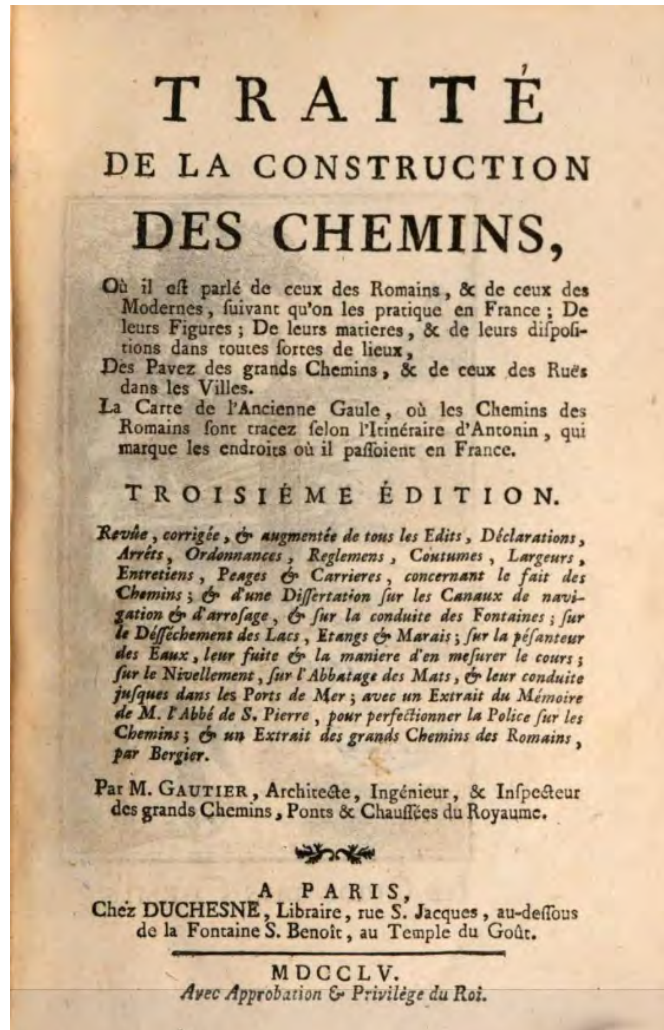 TRAITÉ
DE LA CONSTRUCTION
DES CHEMINS,
Où il eſt parlé de ceux des Romains, & de ceux des
Modernes, ſuivant qu'on les pratique en France; De
leurs Figures; De leurs matieres, & de leurs diſpoſi-
tions dans toutes ſortes de lieux,
Des Pavez des grands Chemins, & de ceux des Ruës
dans les Villes.
La Carte de l'Ancienne Gaule, où les Chemins des
Romains ſont tracez ſelon l'Itinéraire d'Antonin, qui
marque les endroits où il paſſoient en France.
TROISIÉME ÉDITION.
Revûe, corrigée, & augmentée de tous les Edits, Déclarations,
Arrêts, Ordonnances, Reglemens, Coutumes, Largeurs,
Entretiens, Peages & Carrieres, concernant le fait des
Chemins; & d'une Diſſertation ſur les Canaux de navi-
gation & d'arroſage, & ſur la conduite des Fontaines; ſur
le Déſſéchement des Lacs, Etangs & Marais; ſur la péſanteur
des Eaux, leur fuite & la maniere d'en meſurer le cours;
ſur le Nivellement, ſur l'Abbatage des Mats, & leur conduite
juſques dans les Ports de Mer; avec un Extrait du Mémoire
de M. l'Abbé de S. Pierre, pour perfectionner la Police ſur les
Chemins; & un Extrait des grands Chemins des Romains,
par Bergier.
Par M. GAUTIER, Architecte, Ingénieur, & Inſpecteur
des grands Chemins, Ponts & Chauſſées du Royaume.
A PARIS,
Chez DUCHESNE, Libraire, rue S. Jacques, au-deſſous
de la Fontaine S. Benoît, au Temple du Goût.
MDCCLV.
Avec Approbation & Privilége du Roi.